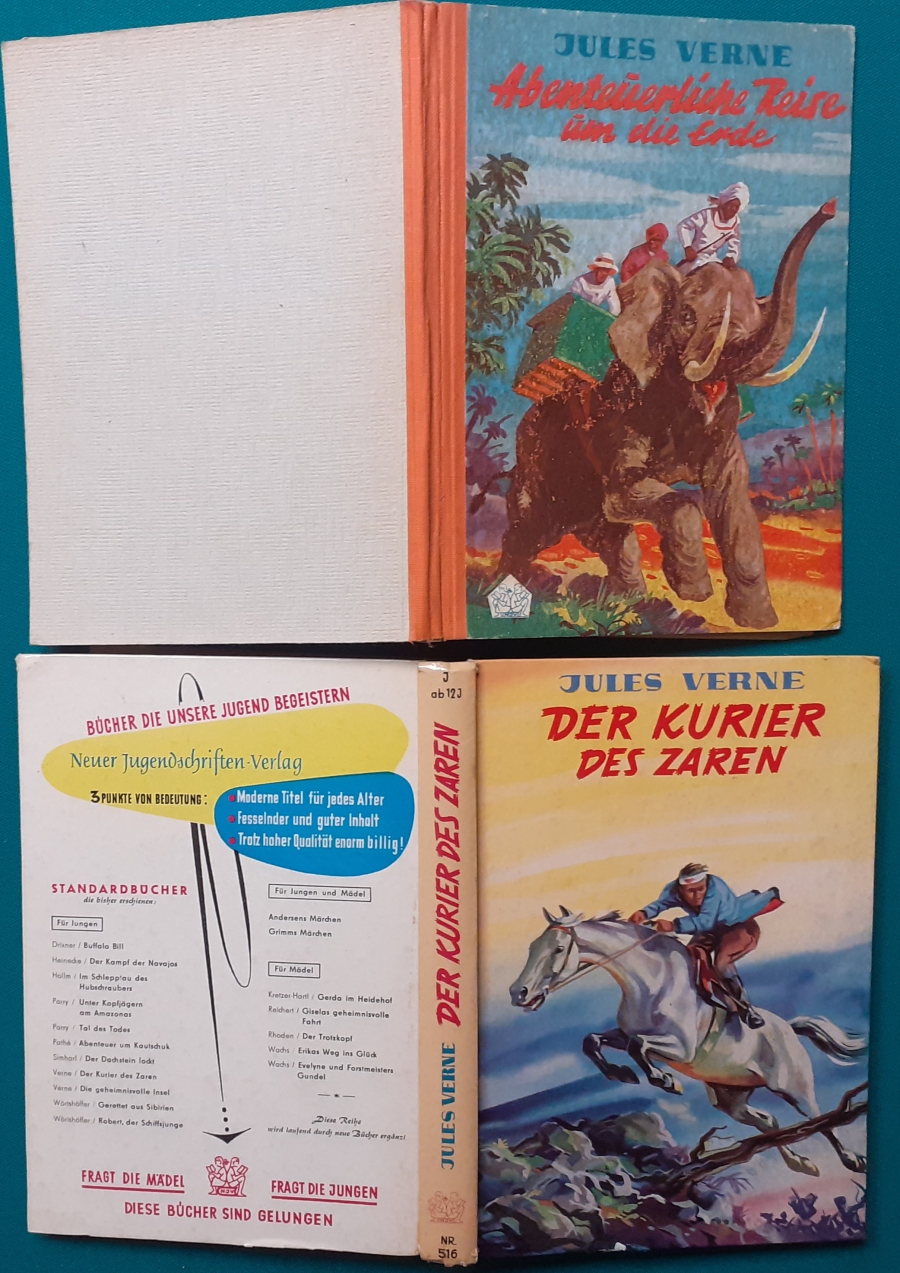 JULES VERNE
Abenteuerliche Reise
um die Erde
BÜCHER DIE UNSERE JUGEND BEGEISTERN
Neuer Jugendschriften-Verlag
3 PUNKTE VON BEDEUTUNG:
• Moderne Titel für jedes Alter
• Fesselnder und guter Inhalt
• Trotz hoher Qualität enorm billig!
STANDARDBÜCHER
die bisher erschienen:
Für Jungen
Drixner / Buffalo Bill
Heinecke / Der Kampf der Navajos
Hollm / Im Schlepptau des
Hubschraubers
Parry / Unter Kopfjägern
am Amazonas
Parry / Tal des Todes
Pathé / Abenteuer um Kautschuk
Simharl / Der Dachstein lockt
Verne / Der Kurier des Zaren
Verne / Die geheimnisvolle Insel
Wörishöffer / Gerettet aus Sibirien
Wörishöffer / Robert, der Schiffsjunge
Für Jungen und Mädel
Andersens Märchen
Grimms Märchen
Für Mädel
Kretzer-Hartl / Gerda im Heidehof
Reichert / Giselas geheimnisvolle
Fahrt
Rhoden / Der Trotzkopf
Wachs / Erikas Weg ins Glück
Wachs / Evelyne und Forstmeisters
Gundel
Diese Reihe
wird laufend durch neue Bücher ergänzt
FRAGT DIE MÄDEL
FRAGT DIE JUNGEN
DIESE BÜCHER SIND GELUNGEN
J
ab 12 J
JULES VERNE DER KURIER DES ZAREN
NR.
516
JULES VERNE
DER KURIER
DES ZAREN